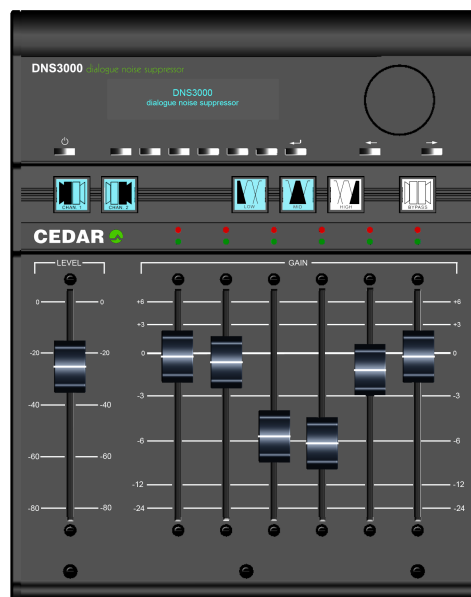 DNS3000 dialogue noise suppressor
DNS3000
dialogue noise suppressor
CHAN. 1 CHAN. 2 LOW MID HIGH BYPASS
CEDAR
LEVEL GAIN
0 0 +6 +6
+3 +3
-20 -20 0 0
-40 -40 -3 -3
-60 -60 -6 -6
-12 -12
-80 -80 -24 -24